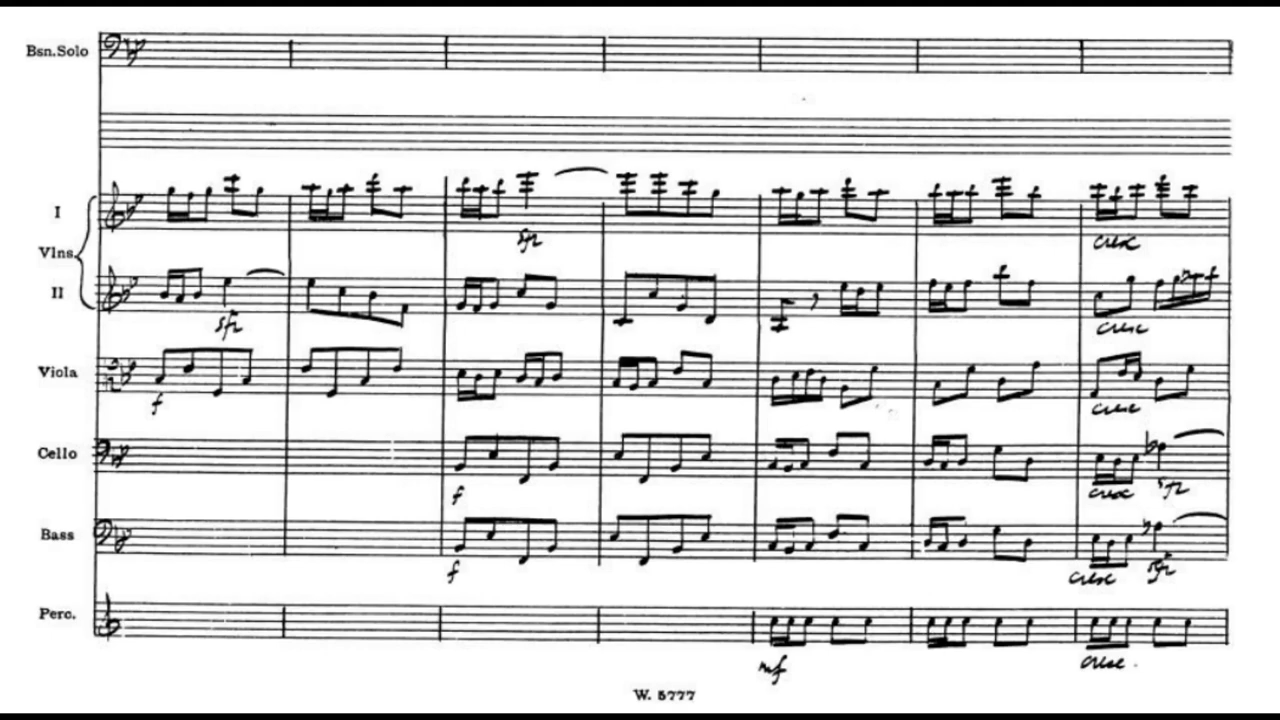 Bsn.Solo
I
sfz
cresc
Vlns.
II
sfz
cresc
Viola
f
cresc
Cello
f
cresc
sfz
Bass
f
cresc
sfz
Perc.
mf
cresc.
W. 5777